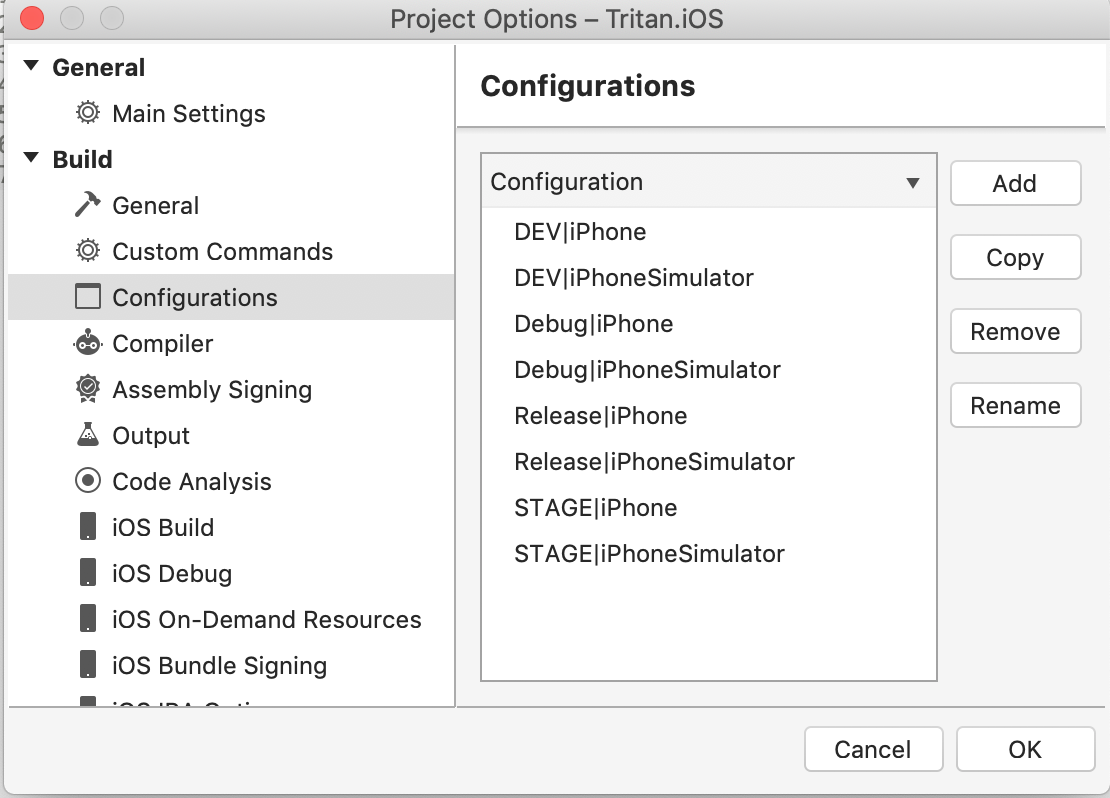 Project Options – Tritan.iOS
General
Main Settings
Build
General
Custom Commands
Configurations
Compiler
Assembly Signing
Output
Code Analysis
iOS Build
iOS Debug
iOS On-Demand Resources
iOS Bundle Signing
Configurations
Configuration
DEV|iPhone
DEV|iPhoneSimulator
Debug|iPhone
Debug|iPhoneSimulator
Release|iPhone
Release|iPhoneSimulator
STAGE|iPhone
STAGE|iPhoneSimulator
Add
Copy
Remove
Rename
Cancel
OK